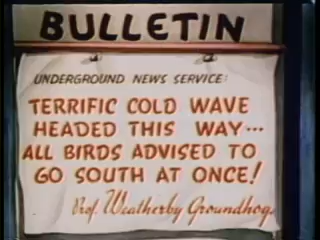 BULLETIN
UNDERGROUND NEWS SERVICE:
TERRIFIC COLD WAVE
HEADED THIS WAY...
ALL BIRDS ADVISED TO
GO SOUTH AT ONCE!
Prof. Weatherby Groundhog.